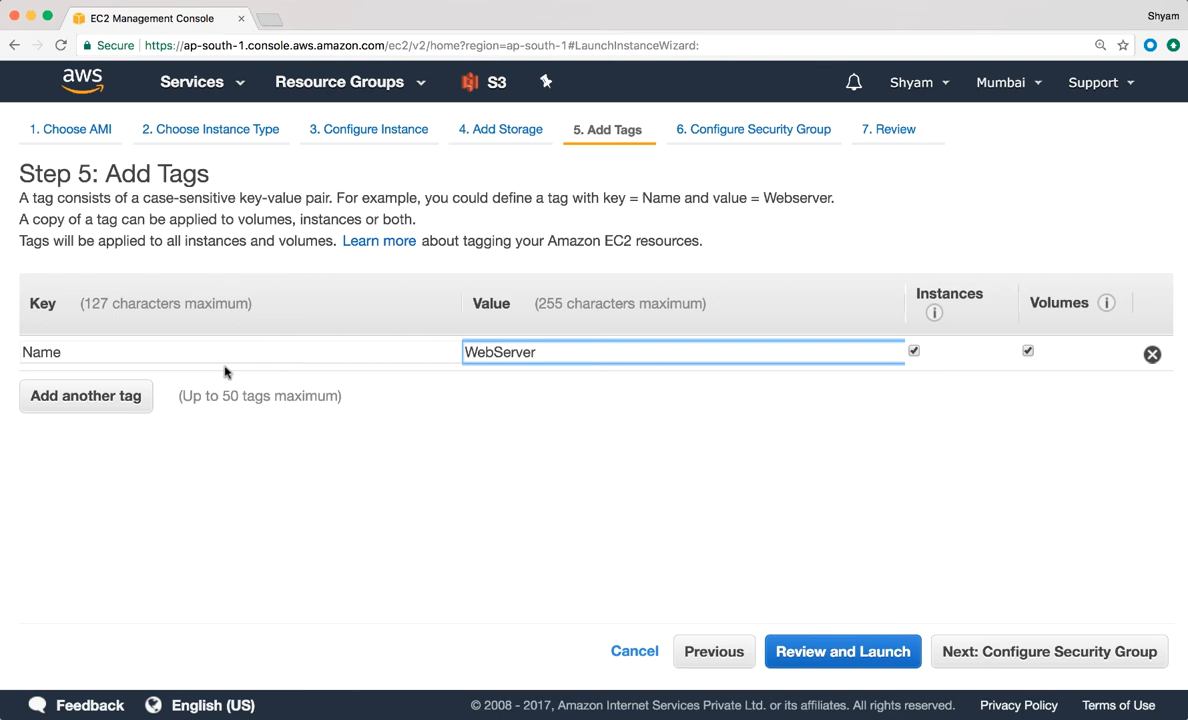 EC2 Management Console
Shyam
Secure https://ap-south-1.console.aws.amazon.com/ec2/v2/home?region=ap-south-1#LaunchInstanceWizard:
aws Services Resource Groups S3 Shyam Mumbai Support
1. Choose AMI 2. Choose Instance Type 3. Configure Instance 4. Add Storage 5. Add Tags 6. Configure Security Group 7. Review
Step 5: Add Tags
A tag consists of a case-sensitive key-value pair. For example, you could define a tag with key = Name and value = Webserver.
A copy of a tag can be applied to volumes, instances or both.
Tags will be applied to all instances and volumes. Learn more about tagging your Amazon EC2 resources.
Key (127 characters maximum) Value (255 characters maximum) Instances Volumes
Name WebServer
Add another tag (Up to 50 tags maximum)
Cancel Previous Review and Launch Next: Configure Security Group
Feedback English (US) © 2008 - 2017, Amazon Internet Services Private Ltd. or its affiliates. All rights reserved. Privacy Policy Terms of Use